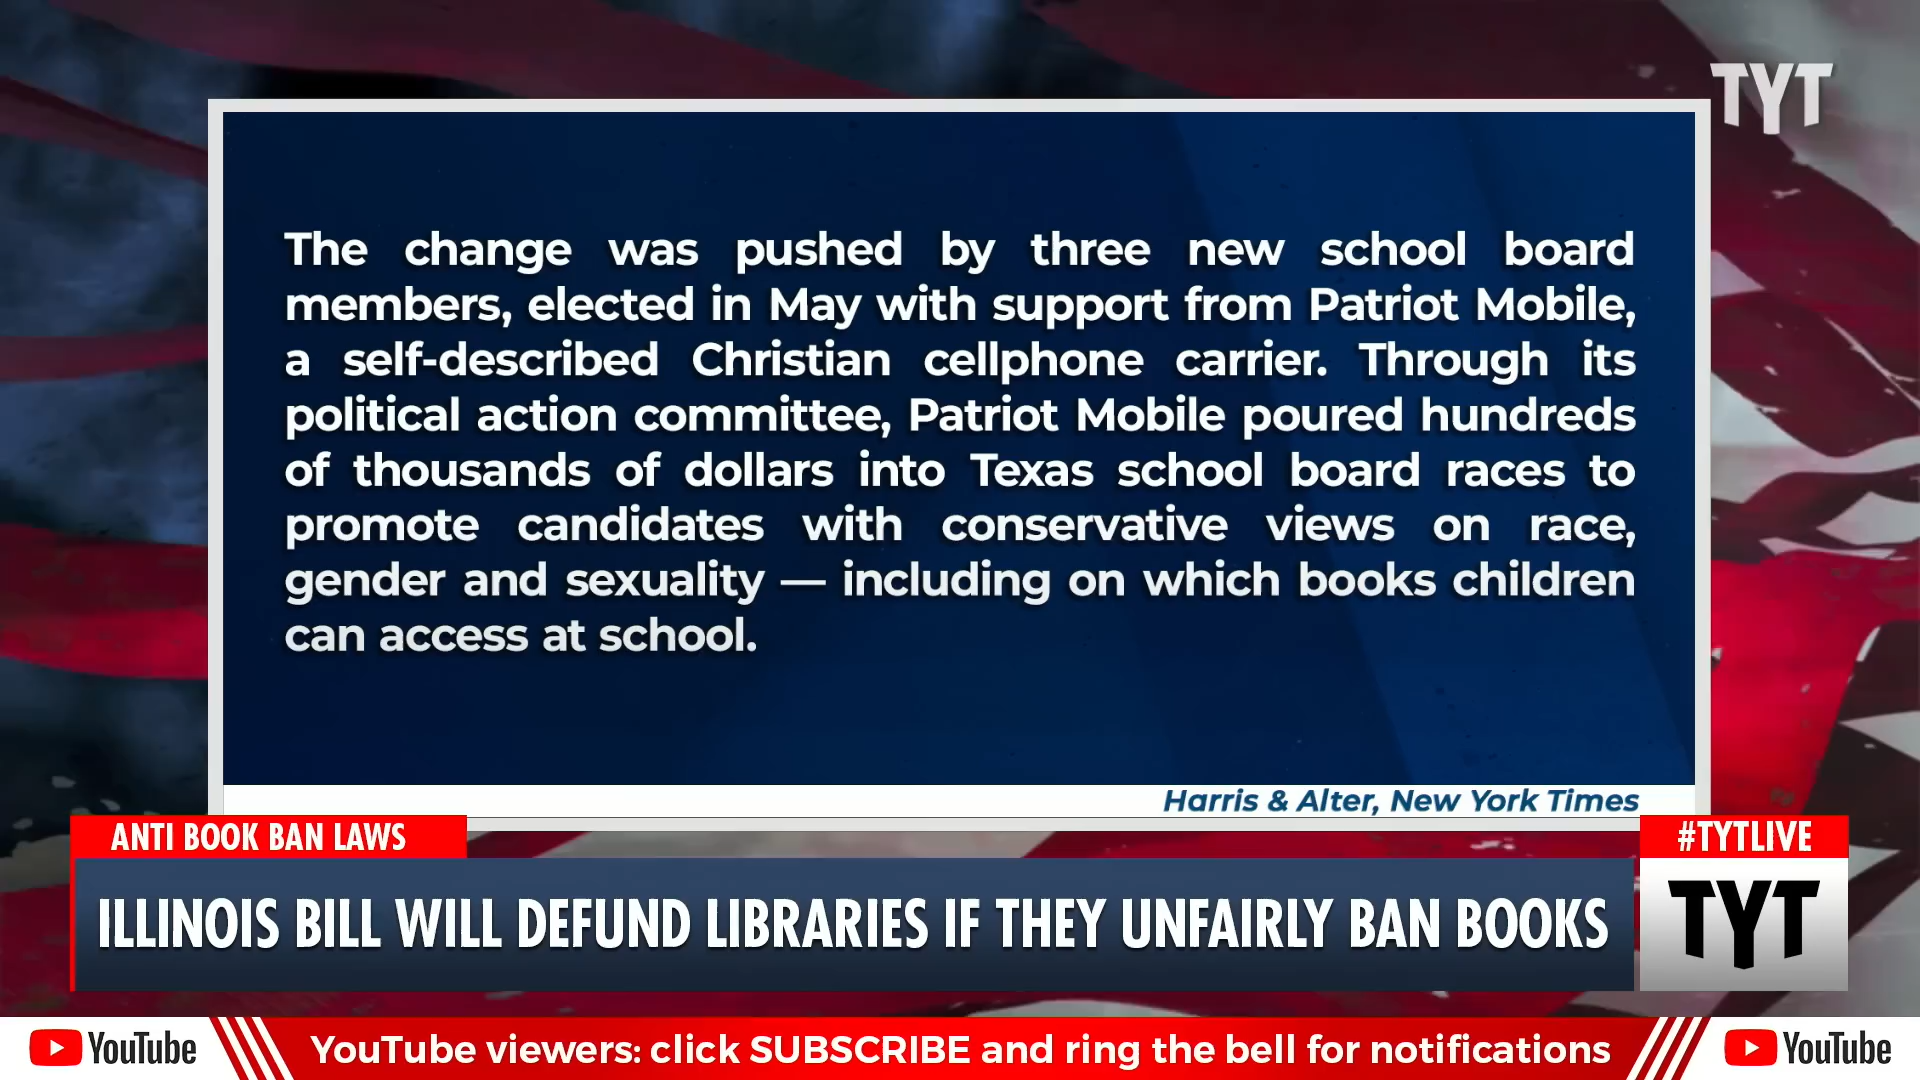 TYT
The change was pushed by three new school board
members, elected in May with support from Patriot Mobile,
a self-described Christian cellphone carrier. Through its
political action committee, Patriot Mobile poured hundreds
of thousands of dollars into Texas school board races to
promote candidates with conservative views on race,
gender and sexuality — including on which books children
can access at school.
Harris & Alter, New York Times
ANTI BOOK BAN LAWS
#TYTLIVE
ILLINOIS BILL WILL DEFUND LIBRARIES IF THEY UNFAIRLY BAN BOOKS
TYT
YouTube
YouTube viewers: click SUBSCRIBE and ring the bell for notifications
YouTube